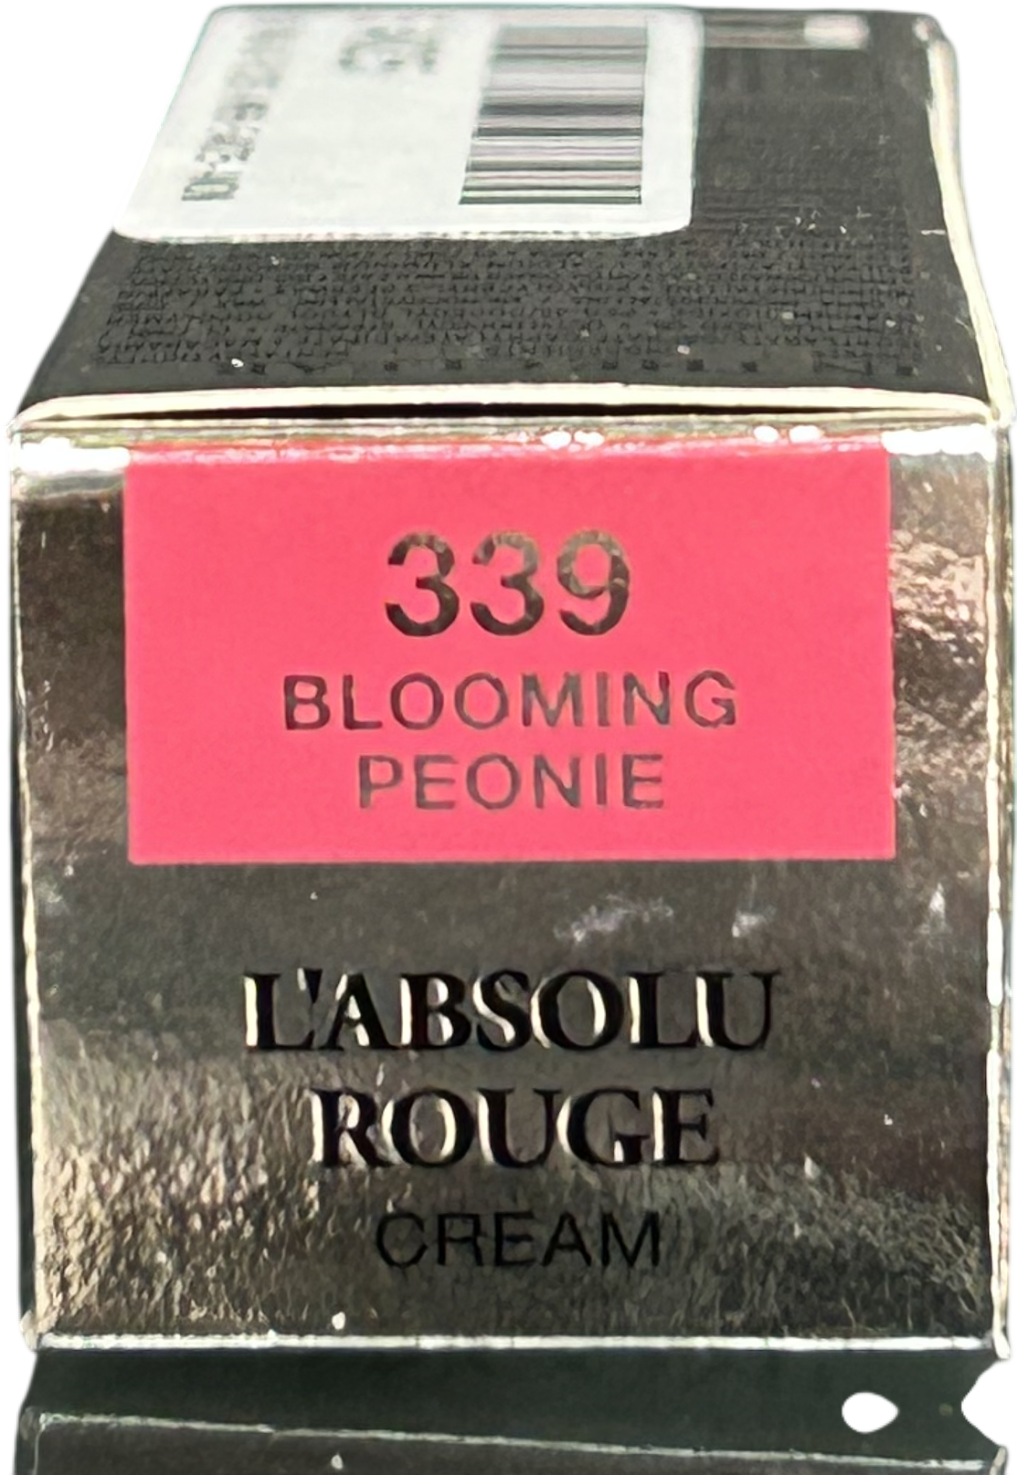 339
BLOOMING
PEONIE
L'ABSOLU
ROUGE
CREAM